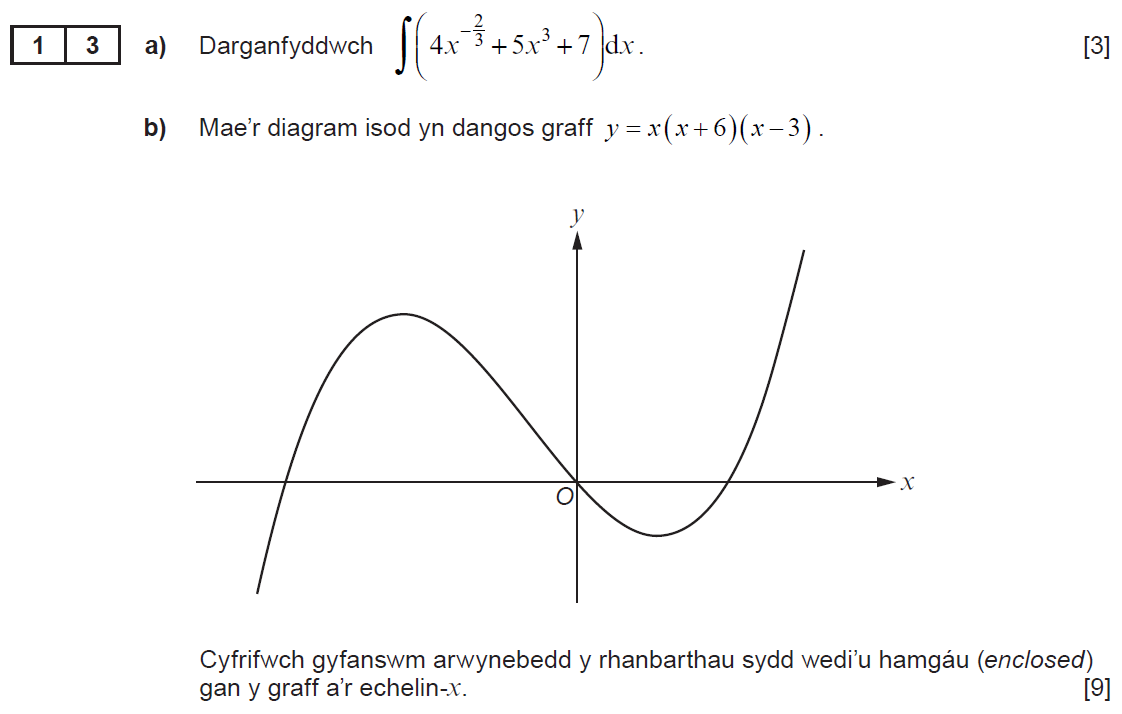 1 3 a) Darganfyddwch ∫(4x^{-2/3} + 5x^3 + 7)dx. [3]
b) Mae'r diagram isod yn dangos graff y = x(x+6)(x−3).
y
O
x
Cyfrifwch gyfanswm arwynebedd y rhanbarthau sydd wedi'u hamgáu (enclosed)
gan y graff a'r echelin-x. [9]